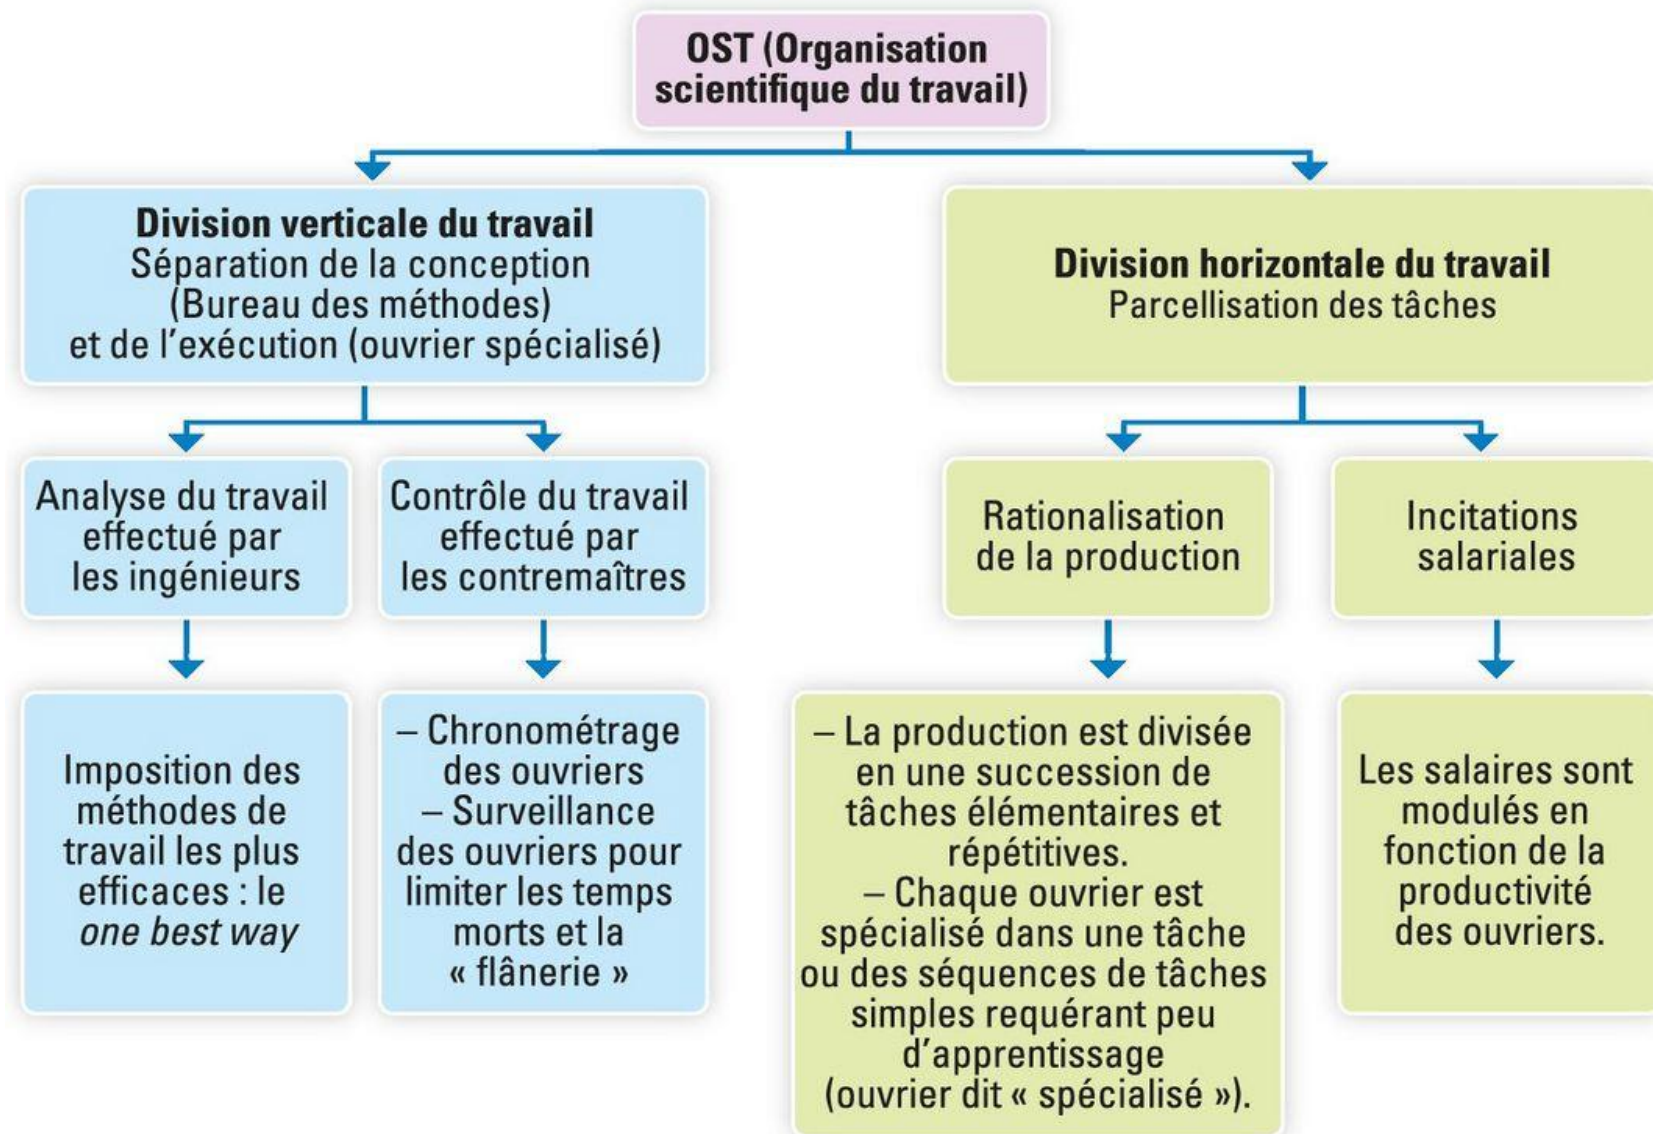 OST (Organisation
scientifique du travail)
Division verticale du travail
Séparation de la conception
(Bureau des méthodes)
et de l'exécution (ouvrier spécialisé)
Division horizontale du travail
Parcellisation des tâches
Analyse du travail
effectué par
les ingénieurs
Contrôle du travail
effectué par
les contremaîtres
Rationalisation
de la production
Incitations
salariales
Imposition des
méthodes de
travail les plus
efficaces : le
one best way
– Chronométrage
des ouvriers
– Surveillance
des ouvriers pour
limiter les temps
morts et la
« flânerie »
– La production est divisée
en une succession de
tâches élémentaires et
répétitives.
– Chaque ouvrier est
spécialisé dans une tâche
ou des séquences de tâches
simples requérant peu
d'apprentissage
(ouvrier dit « spécialisé »).
Les salaires sont
modulés en
fonction de la
productivité
des ouvriers.